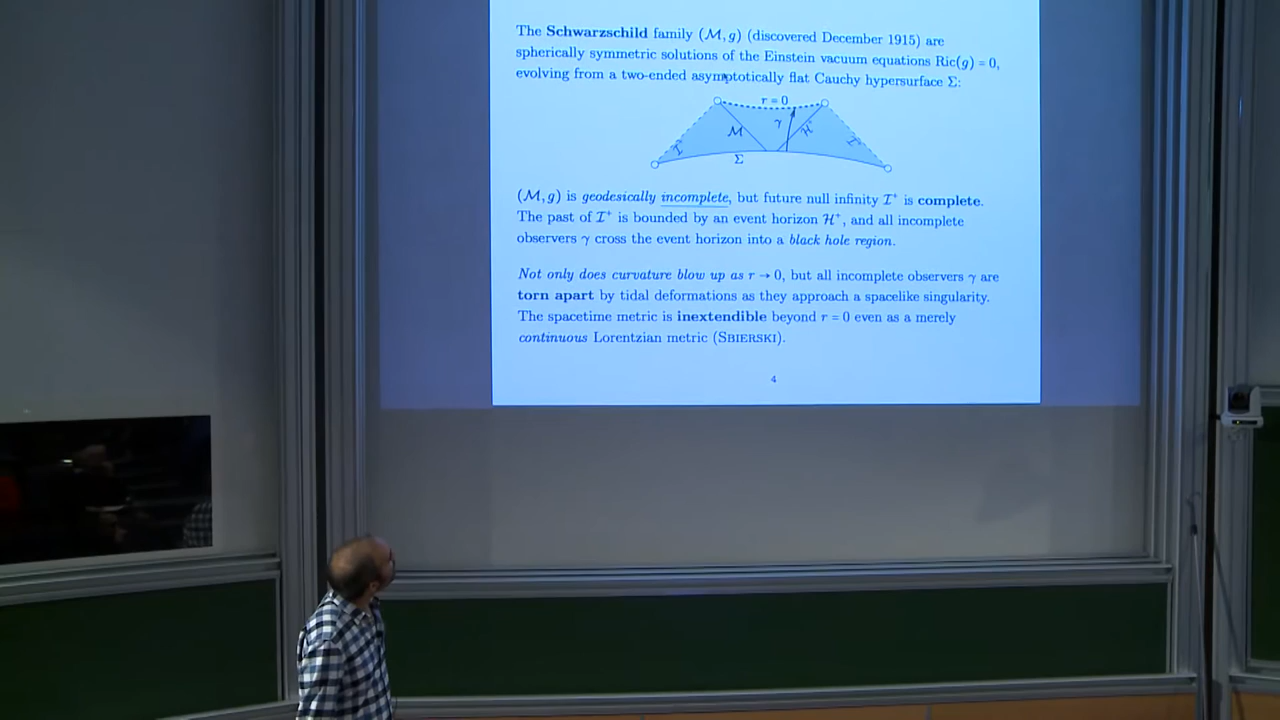 The Schwarzschild family (ℳ, g) (discovered December 1915) are
spherically symmetric solutions of the Einstein vacuum equations Ric(g) = 0,
evolving from a two-ended asymptotically flat Cauchy hypersurface Σ:
r = 0
ℳ γ ℋ⁺
ℐ⁺ ℐ⁺
Σ
(ℳ, g) is geodesically incomplete, but future null infinity ℐ⁺ is complete.
The past of ℐ⁺ is bounded by an event horizon ℋ⁺, and all incomplete
observers γ cross the event horizon into a black hole region.
Not only does curvature blow up as r → 0, but all incomplete observers γ are
torn apart by tidal deformations as they approach a spacelike singularity.
The spacetime metric is inextendible beyond r = 0 even as a merely
continuous Lorentzian metric (SBIERSKI).
4